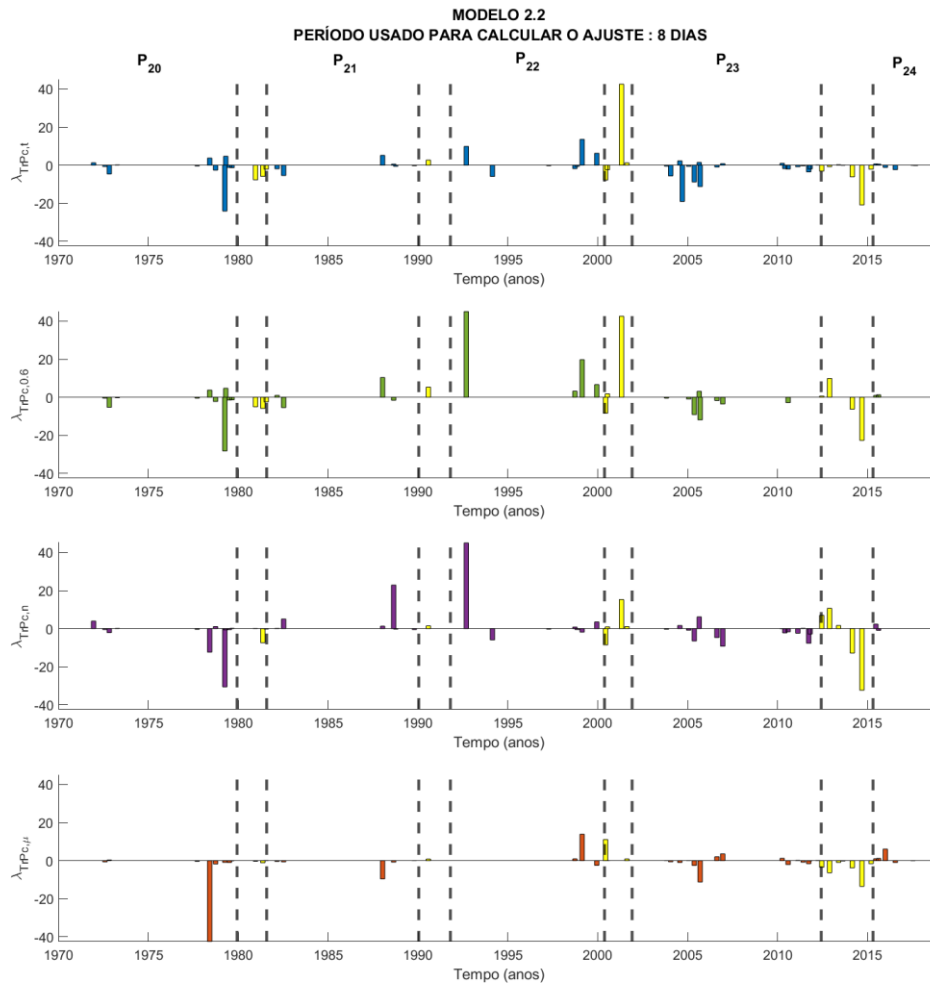 MODELO 2.2
PERÍODO USADO PARA CALCULAR O AJUSTE : 8 DIAS
P20 P21 P22 P23 P24
λTrPc,t
40
20
0
-20
-40
1970 1975 1980 1985 1990 1995 2000 2005 2010 2015
Tempo (anos)
λTrPc,0.6
40
20
0
-20
-40
1970 1975 1980 1985 1990 1995 2000 2005 2010 2015
Tempo (anos)
λTrPc,n
40
20
0
-20
-40
1970 1975 1980 1985 1990 1995 2000 2005 2010 2015
Tempo (anos)
λTrPc,μ
40
20
0
-20
-40
1970 1975 1980 1985 1990 1995 2000 2005 2010 2015
Tempo (anos)